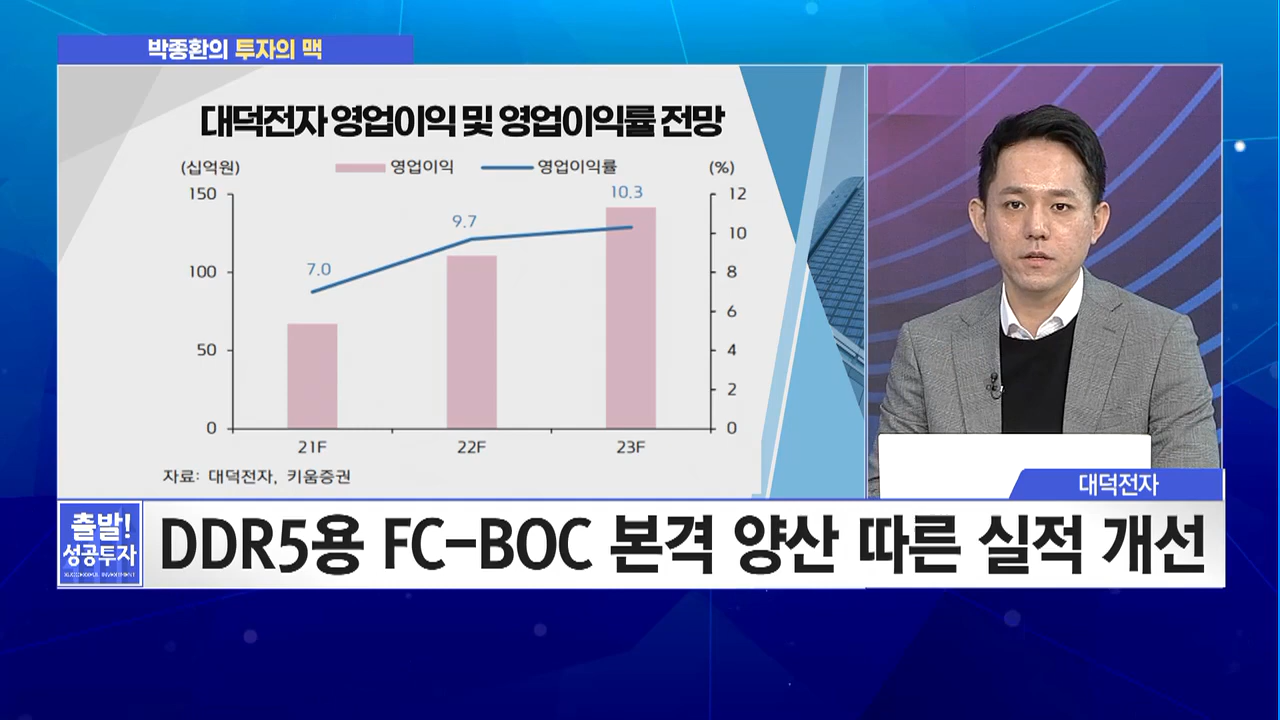 박종환의 투자의 맥
대덕전자 영업이익 및 영업이익률 전망
(십억원) 영업이익 영업이익률 (%)
150 12
10.3
9.7
10
7.0
100 8
6
50 4
2
0 0
21F 22F 23F
자료: 대덕전자, 키움증권
대덕전자
출발!
성공투자
SUCCESSFUL INVESTMENT
DDR5용 FC-BOC 본격 양산 따른 실적 개선